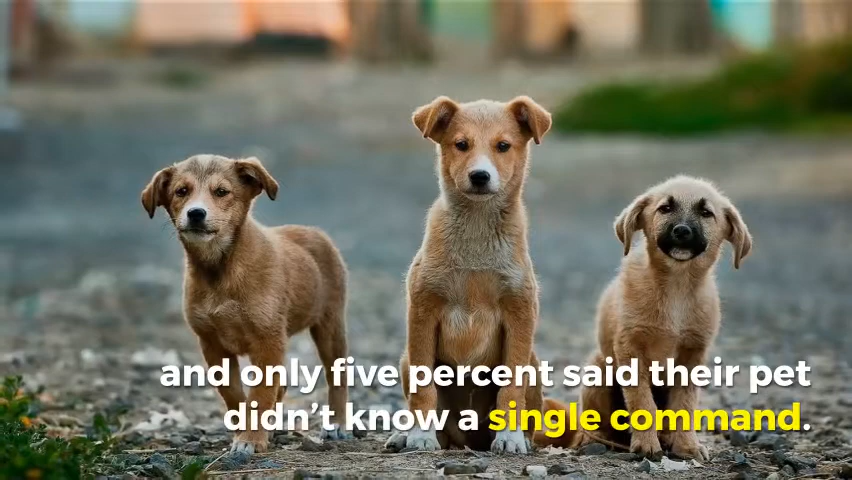 and only five percent said their pet
didn't know a single command.